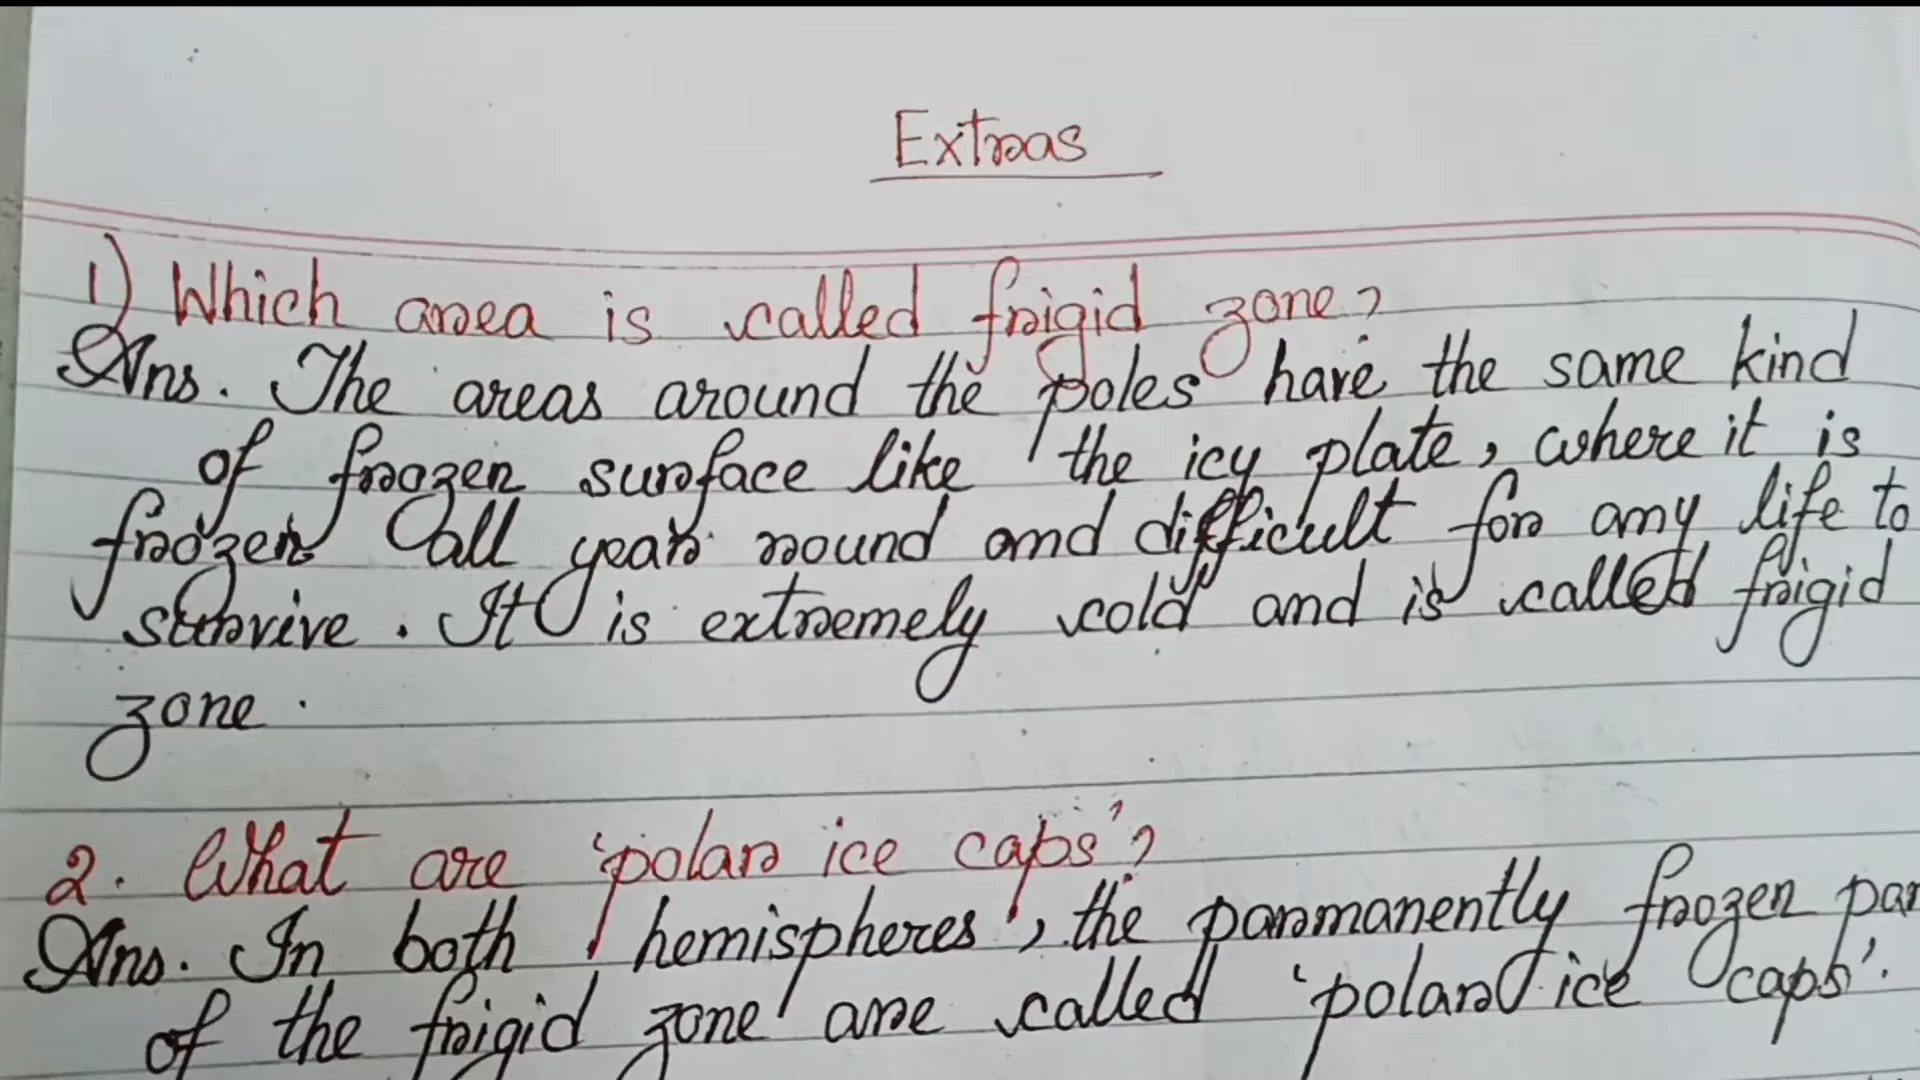 Extras
1) Which area is called frigid zone?
Ans. The areas around the poles have the same kind
of frozen surface like the icy plate, where it is
frozen all year round and difficult for any life to
survive. It is extremely cold and is called frigid
zone.
2. What are 'polar ice caps'?
Ans. In both hemispheres, the parmanently frozen par
of the frigid zone are called 'polar ice caps'.